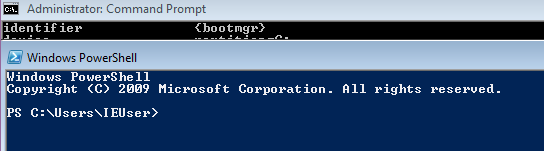 Administrator: Command Prompt
identifier {bootmgr}
Windows PowerShell
Windows PowerShell
Copyright (C) 2009 Microsoft Corporation. All rights reserved.
PS C:\Users\IEUser>